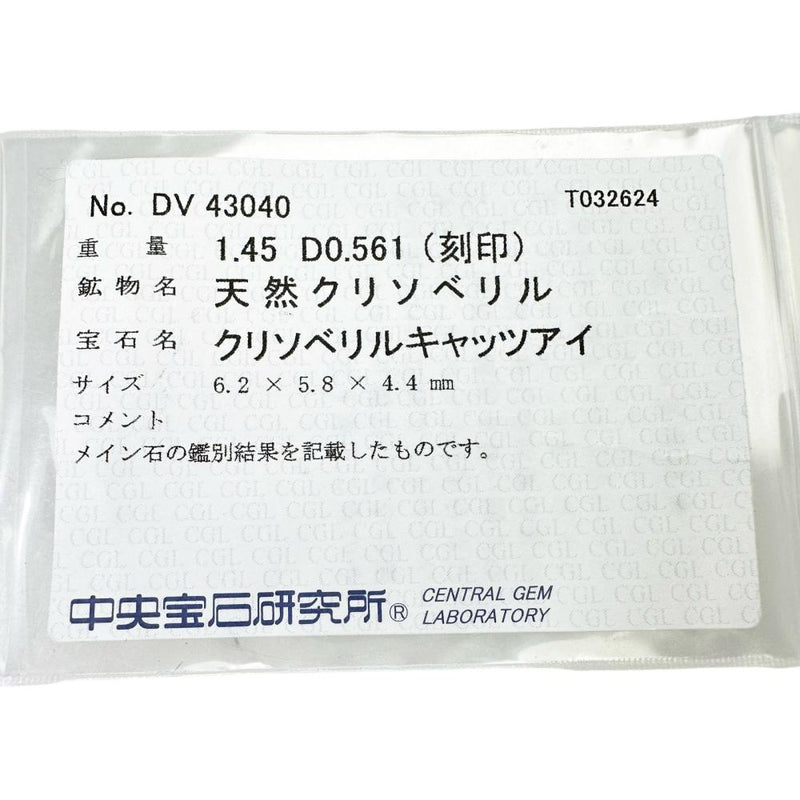 No. DV 43040 T032624
重量 1.45 D0.561 (刻印)
鉱物名 天然クリソベリル
宝石名 クリソベリルキャッツアイ
サイズ 6.2 × 5.8 × 4.4 mm
コメント
メイン石の鑑別結果を記載したものです。
中央宝石研究所® CENTRAL GEM
LABORATORY